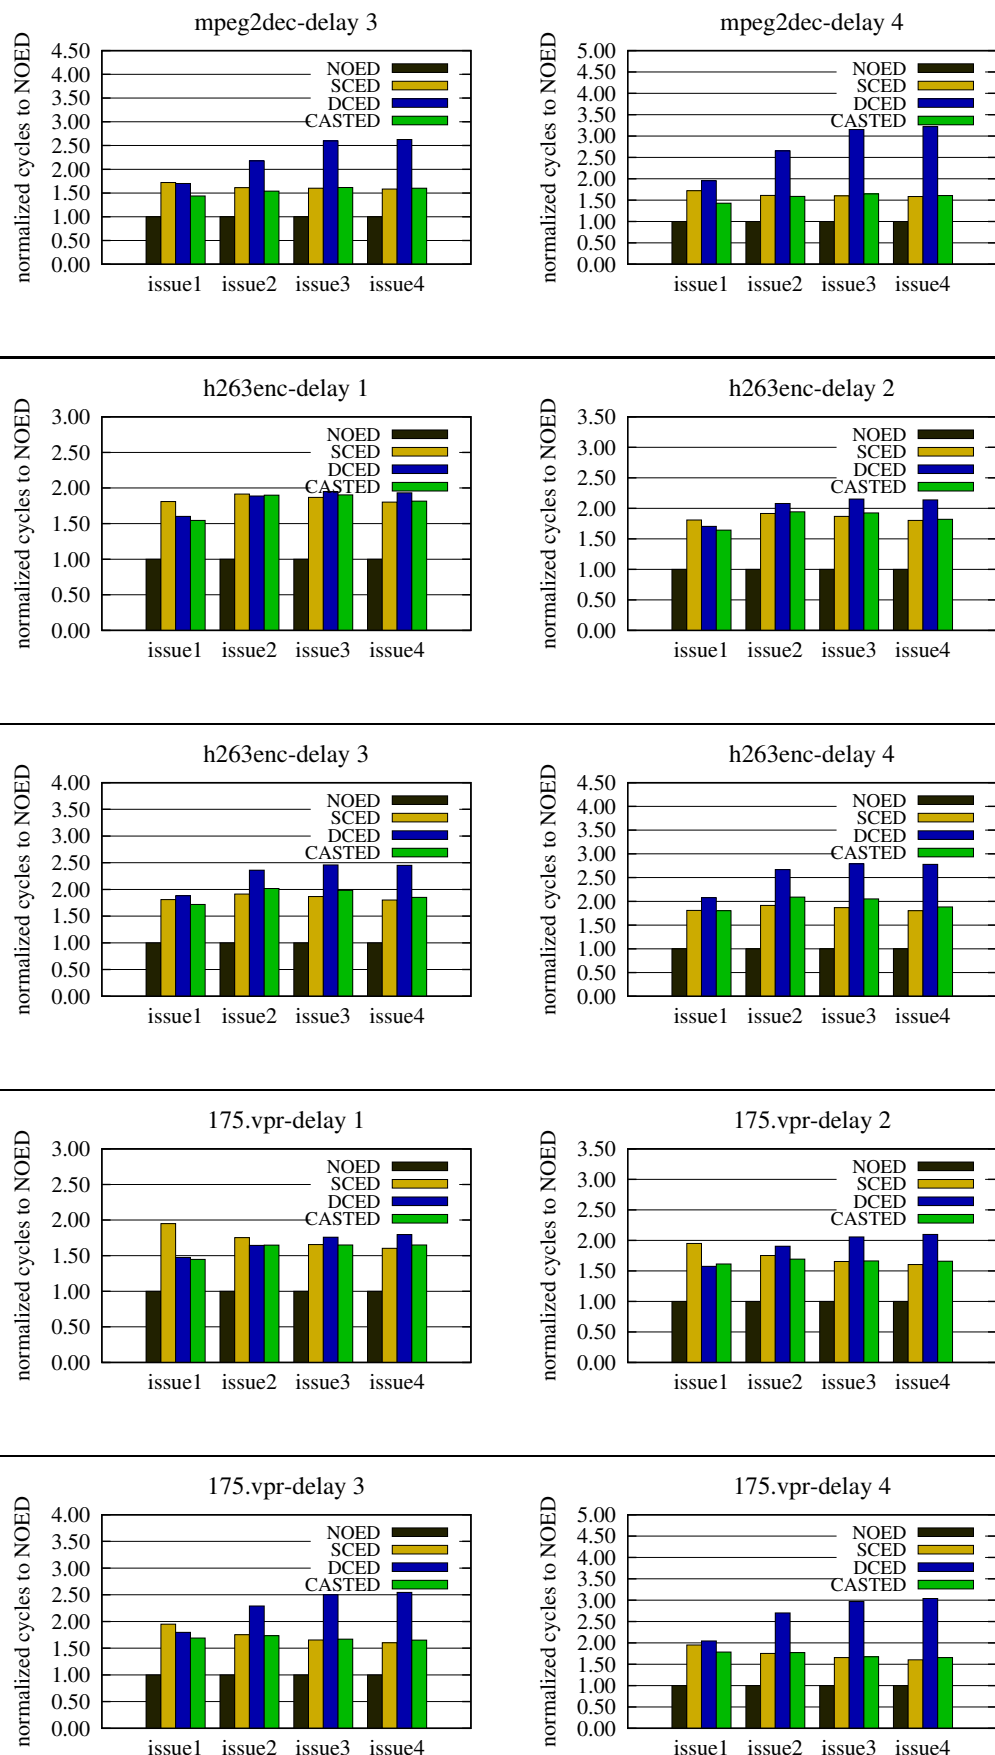 mpeg2dec-delay 3
normalized cycles to NOED
4.50
4.00
3.50
3.00
2.50
2.00
1.50
1.00
0.50
0.00
NOED
SCED
DCED
CASTED
issue1 issue2 issue3 issue4
mpeg2dec-delay 4
normalized cycles to NOED
5.00
4.50
4.00
3.50
3.00
2.50
2.00
1.50
1.00
0.50
0.00
NOED
SCED
DCED
CASTED
issue1 issue2 issue3 issue4
h263enc-delay 1
normalized cycles to NOED
3.00
2.50
2.00
1.50
1.00
0.50
0.00
NOED
SCED
DCED
CASTED
issue1 issue2 issue3 issue4
h263enc-delay 2
normalized cycles to NOED
3.50
3.00
2.50
2.00
1.50
1.00
0.50
0.00
NOED
SCED
DCED
CASTED
issue1 issue2 issue3 issue4
h263enc-delay 3
normalized cycles to NOED
4.00
3.50
3.00
2.50
2.00
1.50
1.00
0.50
0.00
NOED
SCED
DCED
CASTED
issue1 issue2 issue3 issue4
h263enc-delay 4
normalized cycles to NOED
4.50
4.00
3.50
3.00
2.50
2.00
1.50
1.00
0.50
0.00
NOED
SCED
DCED
CASTED
issue1 issue2 issue3 issue4
175.vpr-delay 1
normalized cycles to NOED
3.00
2.50
2.00
1.50
1.00
0.50
0.00
NOED
SCED
DCED
CASTED
issue1 issue2 issue3 issue4
175.vpr-delay 2
normalized cycles to NOED
3.50
3.00
2.50
2.00
1.50
1.00
0.50
0.00
NOED
SCED
DCED
CASTED
issue1 issue2 issue3 issue4
175.vpr-delay 3
normalized cycles to NOED
4.00
3.50
3.00
2.50
2.00
1.50
1.00
0.50
0.00
NOED
SCED
DCED
CASTED
issue1 issue2 issue3 issue4
175.vpr-delay 4
normalized cycles to NOED
5.00
4.50
4.00
3.50
3.00
2.50
2.00
1.50
1.00
0.50
0.00
NOED
SCED
DCED
CASTED
issue1 issue2 issue3 issue4